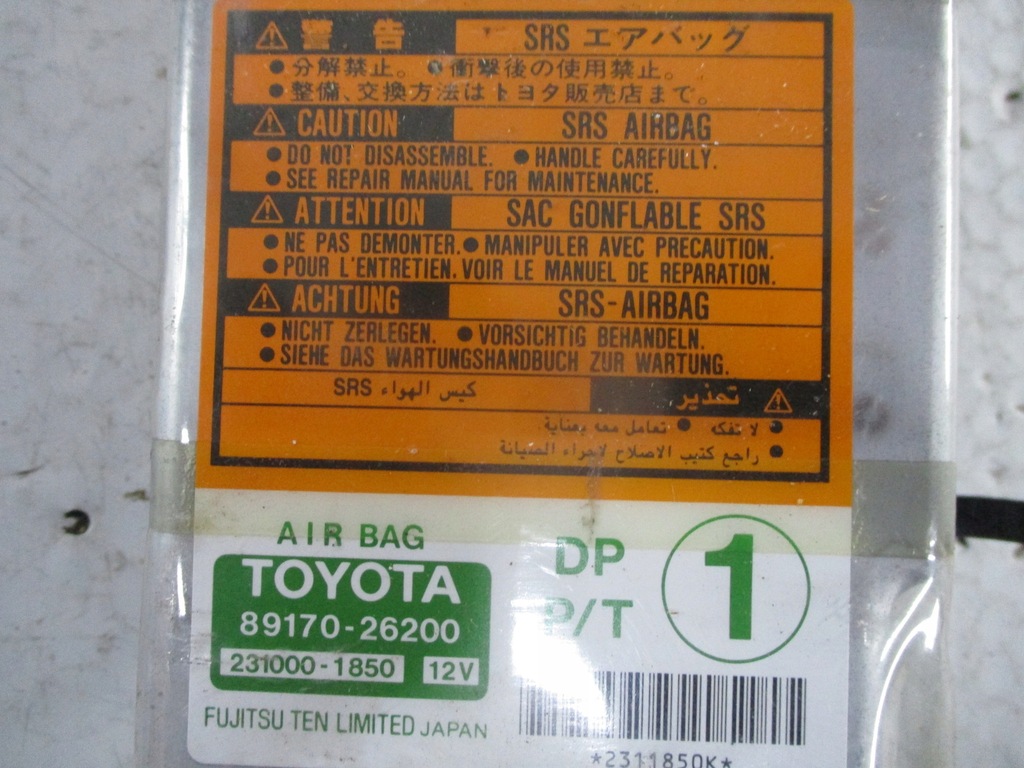 ⚠ 警告 SRS エアバッグ
● 分解禁止。 ● 衝撃後の使用禁止。
● 整備、交換方法はトヨタ販売店まで。
⚠ CAUTION SRS AIRBAG
● DO NOT DISASSEMBLE. ● HANDLE CAREFULLY.
● SEE REPAIR MANUAL FOR MAINTENANCE.
⚠ ATTENTION SAC GONFLABLE SRS
● NE PAS DEMONTER. ● MANIPULER AVEC PRECAUTION.
● POUR L'ENTRETIEN. VOIR LE MANUEL DE REPARATION.
⚠ ACHTUNG SRS-AIRBAG
● NICHT ZERLEGEN. ● VORSICHTIG BEHANDELN.
● SIEHE DAS WARTUNGSHANDBUCH ZUR WARTUNG.
⚠ تحذير كيس الهواء SRS
● لا تفكه ● تعامل معه بعناية.
● راجع كتيب الاصلاح لاجراء الصيانة
AIR BAG
TOYOTA
89170-26200
231000-1850 12V
FUJITSU TEN LIMITED JAPAN
DP
P/T
1
*2311850K*